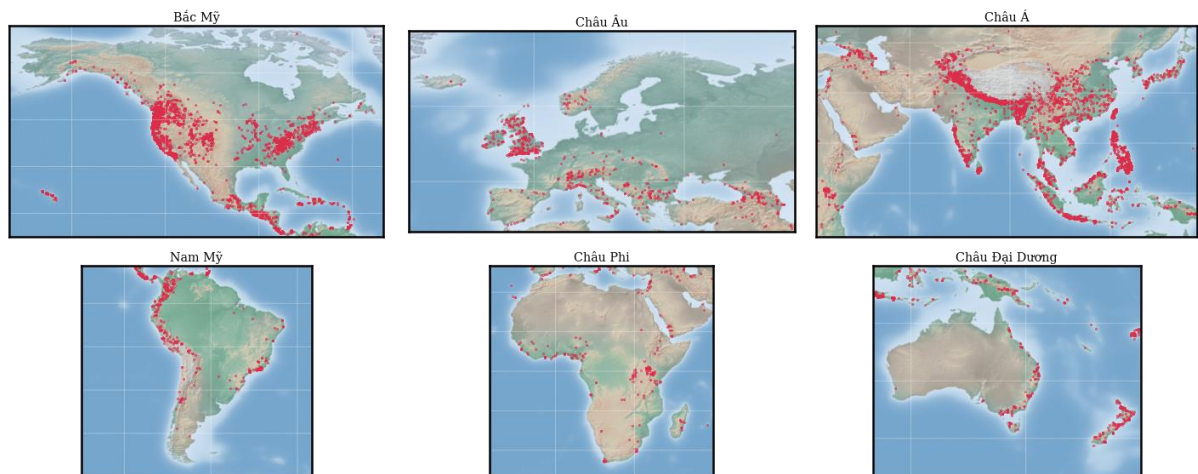 Bắc Mỹ
Châu Âu
Châu Á
Nam Mỹ
Châu Phi
Châu Đại Dương